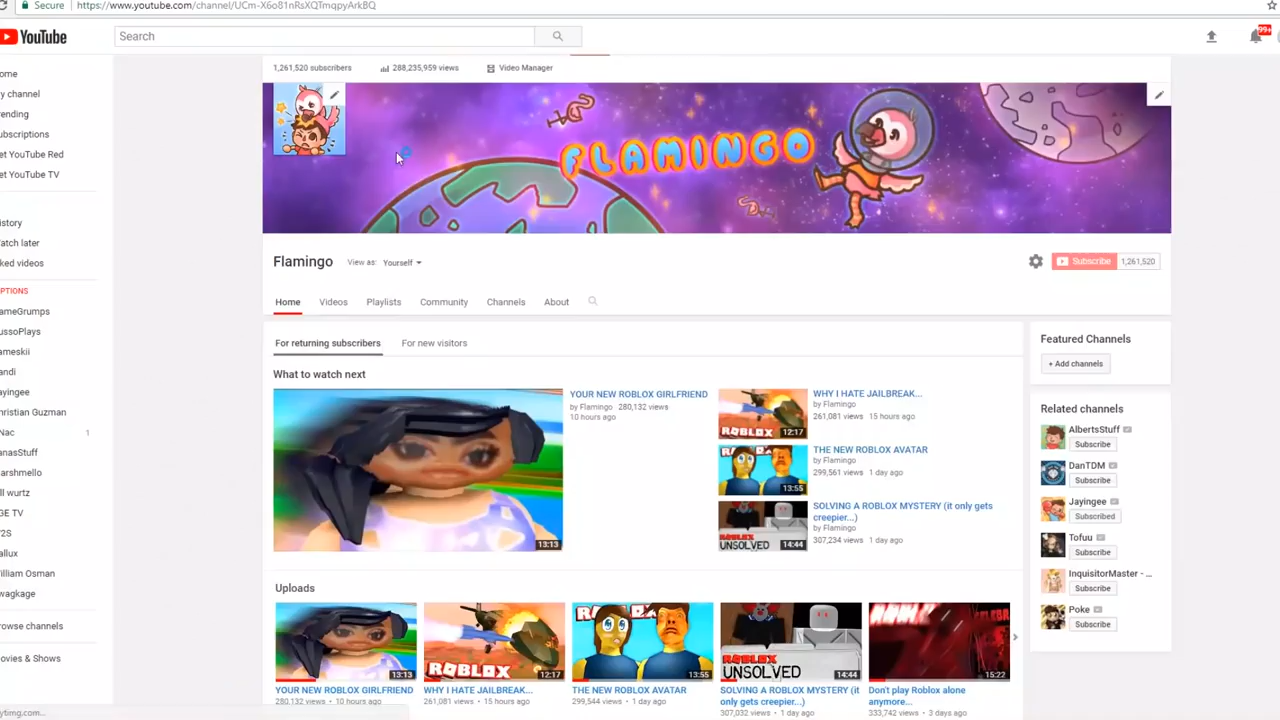 Secure https://www.youtube.com/channel/UCm-X6o81nRsXQTmqpyArkBQ
YouTube
Search
99+
ome
y channel
rending
ubscriptions
et YouTube Red
et YouTube TV
istory
atch later
ked videos
PTIONS
ameGrumps
ussoPlays
ameskii
andi
ayingee
hristian Guzman
Nac 1
anasStuff
arshmello
ll wurtz
GE TV
/2S
allux
illiam Osman
wagkage
rowse channels
ovies & Shows
1,261,520 subscribers 288,235,959 views Video Manager
FLAMINGO
Flamingo View as: Yourself
Subscribe 1,261,520
Home Videos Playlists Community Channels About
For returning subscribers For new visitors
What to watch next
13:13
YOUR NEW ROBLOX GIRLFRIEND
by Flamingo 280,132 views
10 hours ago
ROBLOX 12:17
WHY I HATE JAILBREAK...
by Flamingo
261,081 views 15 hours ago
13:55
THE NEW ROBLOX AVATAR
by Flamingo
299,561 views 1 day ago
ROBLOX
UNSOLVED 14:44
SOLVING A ROBLOX MYSTERY (it only gets
creepier...)
by Flamingo
307,234 views 1 day ago
Featured Channels
+ Add channels
Related channels
AlbertsStuff
Subscribe
DanTDM
Subscribe
Jayingee
Subscribed
Tofuu
Subscribe
InquisitorMaster - ...
Subscribe
Poke
Subscribe
Uploads
13:13
YOUR NEW ROBLOX GIRLFRIEND
280,132 views • 10 hours ago
ROBLOX 12:17
WHY I HATE JAILBREAK...
261,081 views • 15 hours ago
13:55
THE NEW ROBLOX AVATAR
299,544 views • 1 day ago
ROBLOX
UNSOLVED 14:44
SOLVING A ROBLOX MYSTERY (it
only gets creepier...)
307,032 views • 1 day ago
15:22
Don't play Roblox alone
anymore...
333,742 views • 3 days ago
ytimg.com...